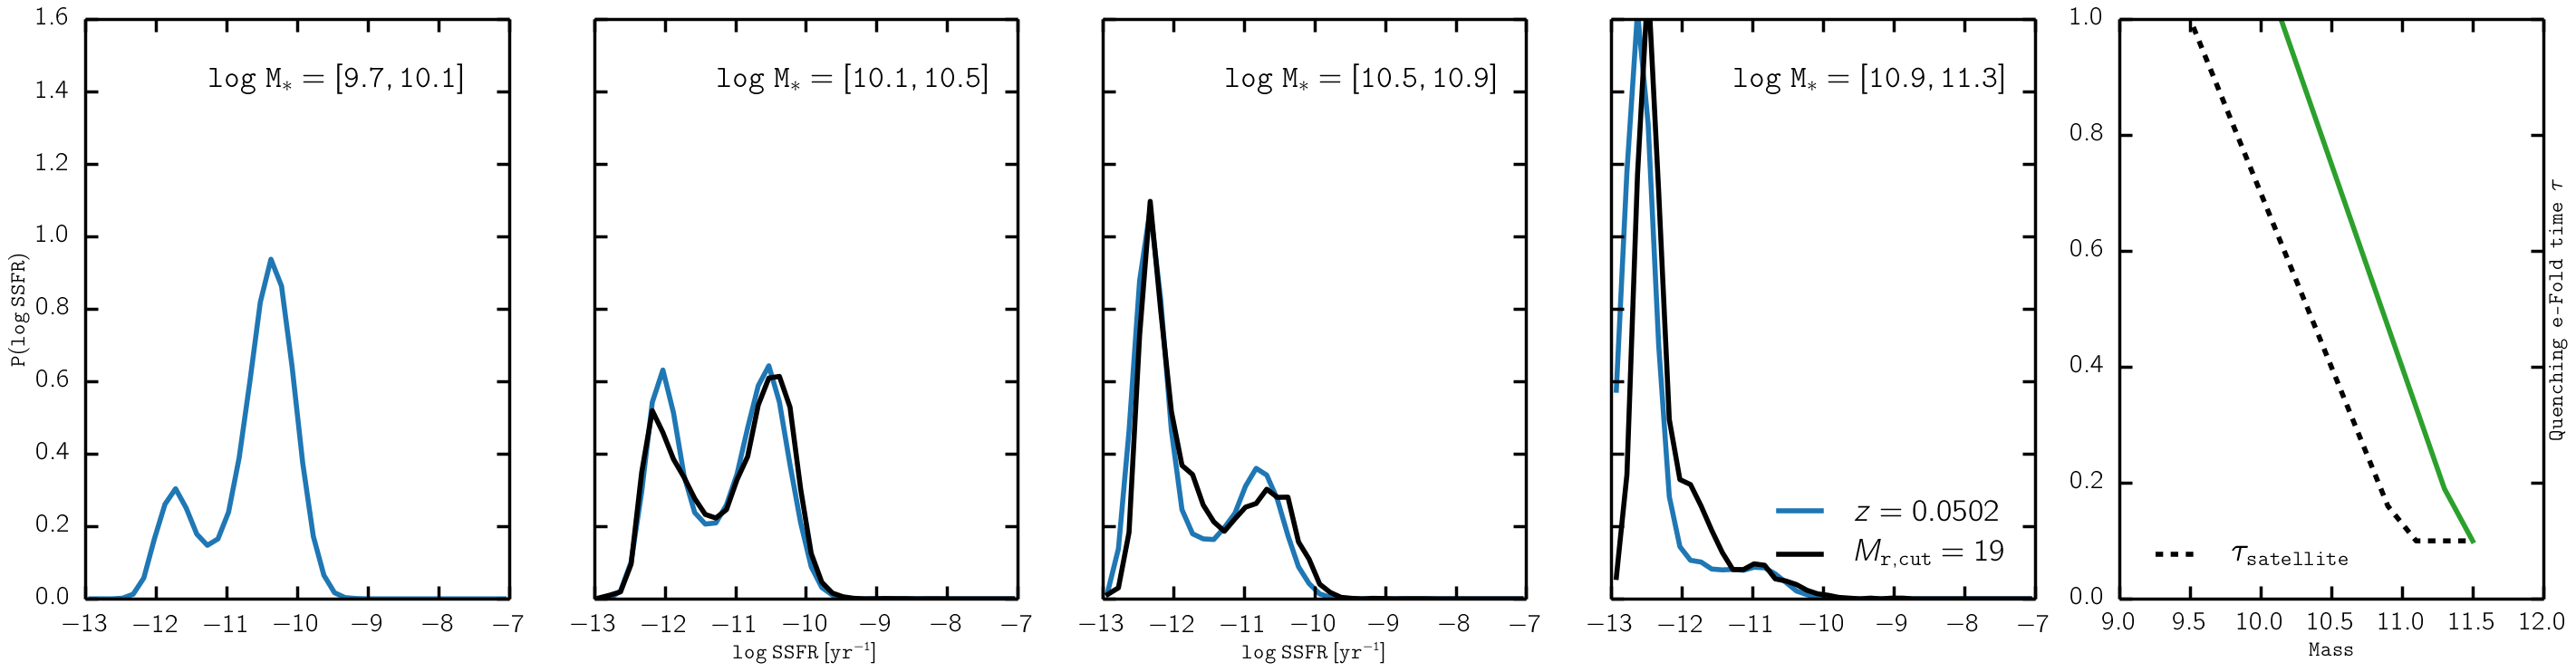 log M* = [9.7, 10.1]
log M* = [10.1, 10.5]
log M* = [10.5, 10.9]
log M* = [10.9, 11.3]
1.6
1.4
1.2
1.0
0.8
0.6
0.4
0.2
0.0
P(log SSFR)
−13 −12 −11 −10 −9 −8 −7
−13 −12 −11 −10 −9 −8 −7
log SSFR [yr⁻¹]
−13 −12 −11 −10 −9 −8 −7
log SSFR [yr⁻¹]
z = 0.0502
Mr,cut = 19
−13 −12 −11 −10 −9 −8 −7
1.0
0.8
0.6
0.4
0.2
0.0
τsatellite
9.0 9.5 10.0 10.5 11.0 11.5 12.0
Mass
Quenching e-Fold time τ